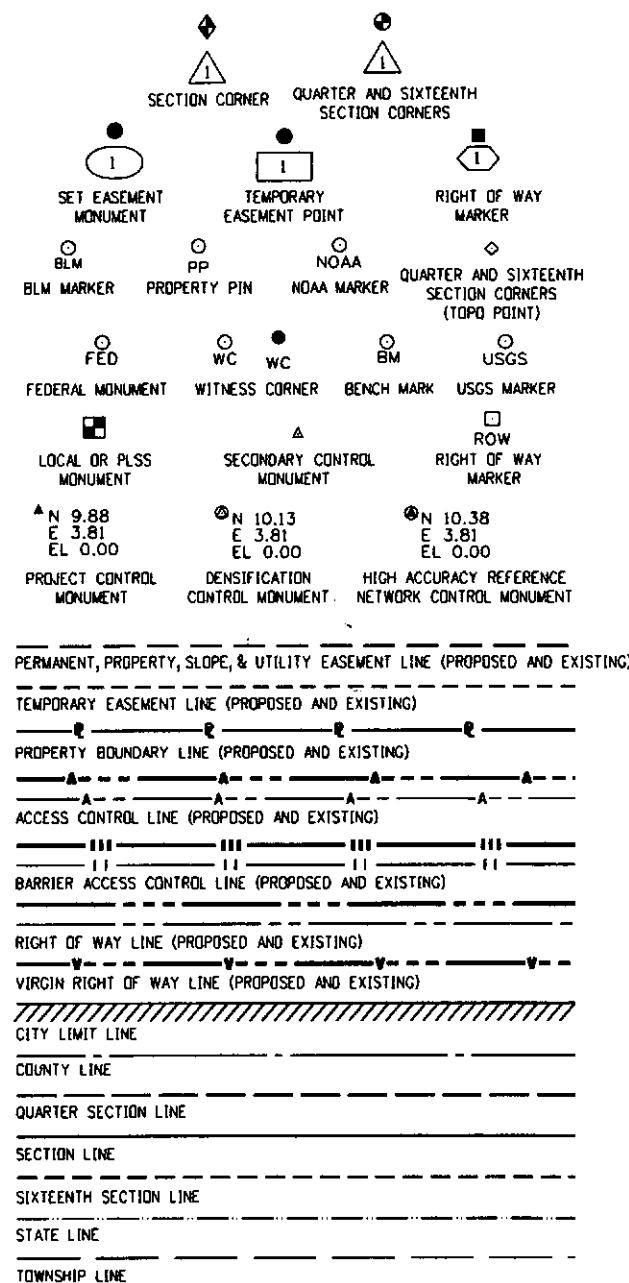 1 1
SECTION CORNER QUARTER AND SIXTEENTH
SECTION CORNERS
1 1 1
SET EASEMENT TEMPORARY RIGHT OF WAY
MONUMENT EASEMENT POINT MARKER
BLM PP NOAA
BLM MARKER PROPERTY PIN NOAA MARKER QUARTER AND SIXTEENTH
SECTION CORNERS
(TOPO POINT)
FED WC WC BM USGS
FEDERAL MONUMENT WITNESS CORNER BENCH MARK USGS MARKER
ROW
LOCAL OR PLSS SECONDARY CONTROL RIGHT OF WAY
MONUMENT MONUMENT MARKER
N 9.88 N 10.13 N 10.38
E 3.81 E 3.81 E 3.81
EL 0.00 EL 0.00 EL 0.00
PROJECT CONTROL DENSIFICATION HIGH ACCURACY REFERENCE
MONUMENT CONTROL MONUMENT NETWORK CONTROL MONUMENT
PERMANENT, PROPERTY, SLOPE, & UTILITY EASEMENT LINE (PROPOSED AND EXISTING)
TEMPORARY EASEMENT LINE (PROPOSED AND EXISTING)
PROPERTY BOUNDARY LINE (PROPOSED AND EXISTING)
A A A A
A A A A
ACCESS CONTROL LINE (PROPOSED AND EXISTING)
BARRIER ACCESS CONTROL LINE (PROPOSED AND EXISTING)
RIGHT OF WAY LINE (PROPOSED AND EXISTING)
V V V V
VIRGIN RIGHT OF WAY LINE (PROPOSED AND EXISTING)
CITY LIMIT LINE
COUNTY LINE
QUARTER SECTION LINE
SECTION LINE
SIXTEENTH SECTION LINE
STATE LINE
TOWNSHIP LINE